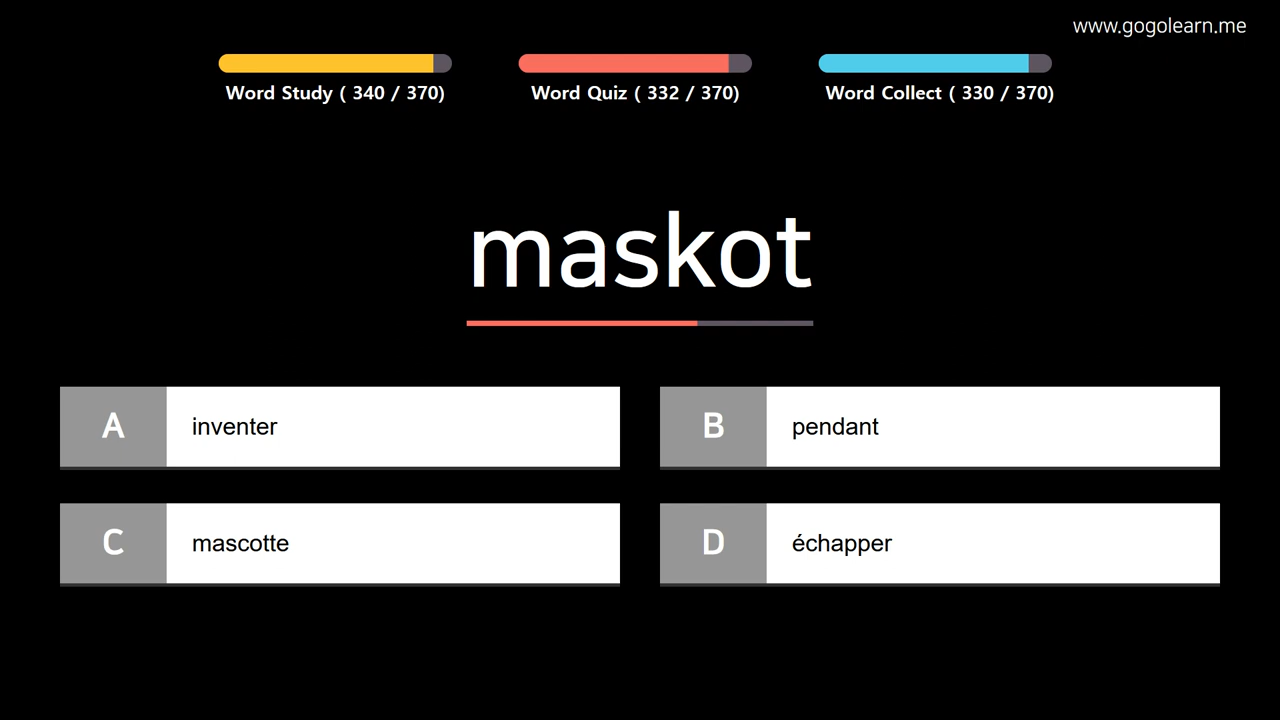 www.gogolearn.me
Word Study ( 340 / 370)
Word Quiz ( 332 / 370)
Word Collect ( 330 / 370)
maskot
A inventer
B pendant
C mascotte
D échapper